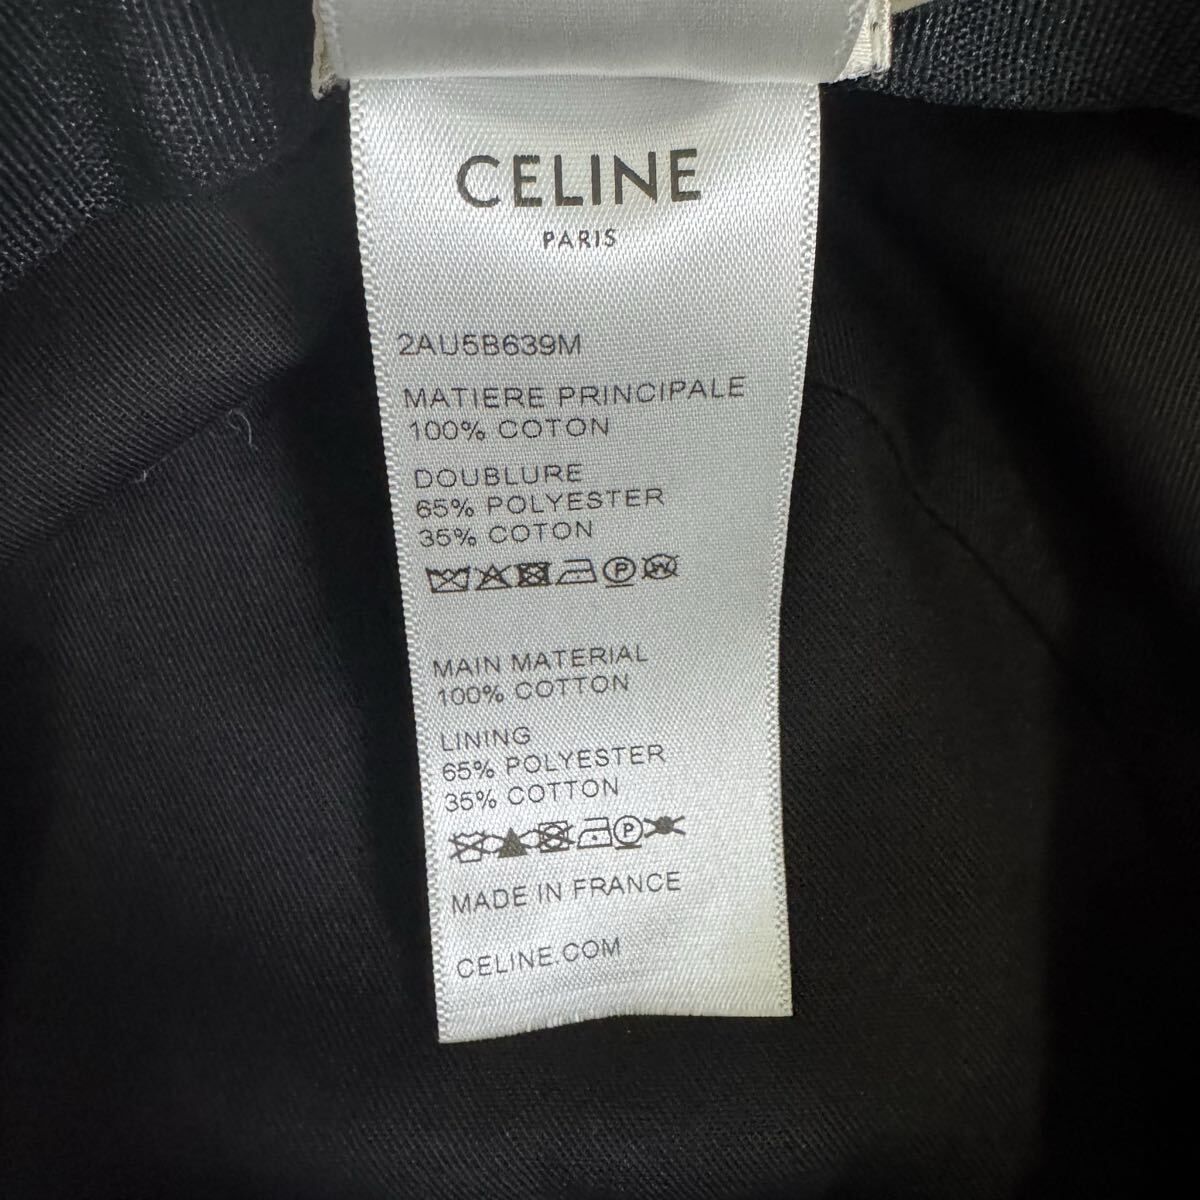 CELINE
PARIS
2AU5B639M
MATIERE PRINCIPALE
100% COTON
DOUBLURE
65% POLYESTER
35% COTON
P W
MAIN MATERIAL
100% COTTON
LINING
65% POLYESTER
35% COTTON
P
MADE IN FRANCE
CELINE.COM